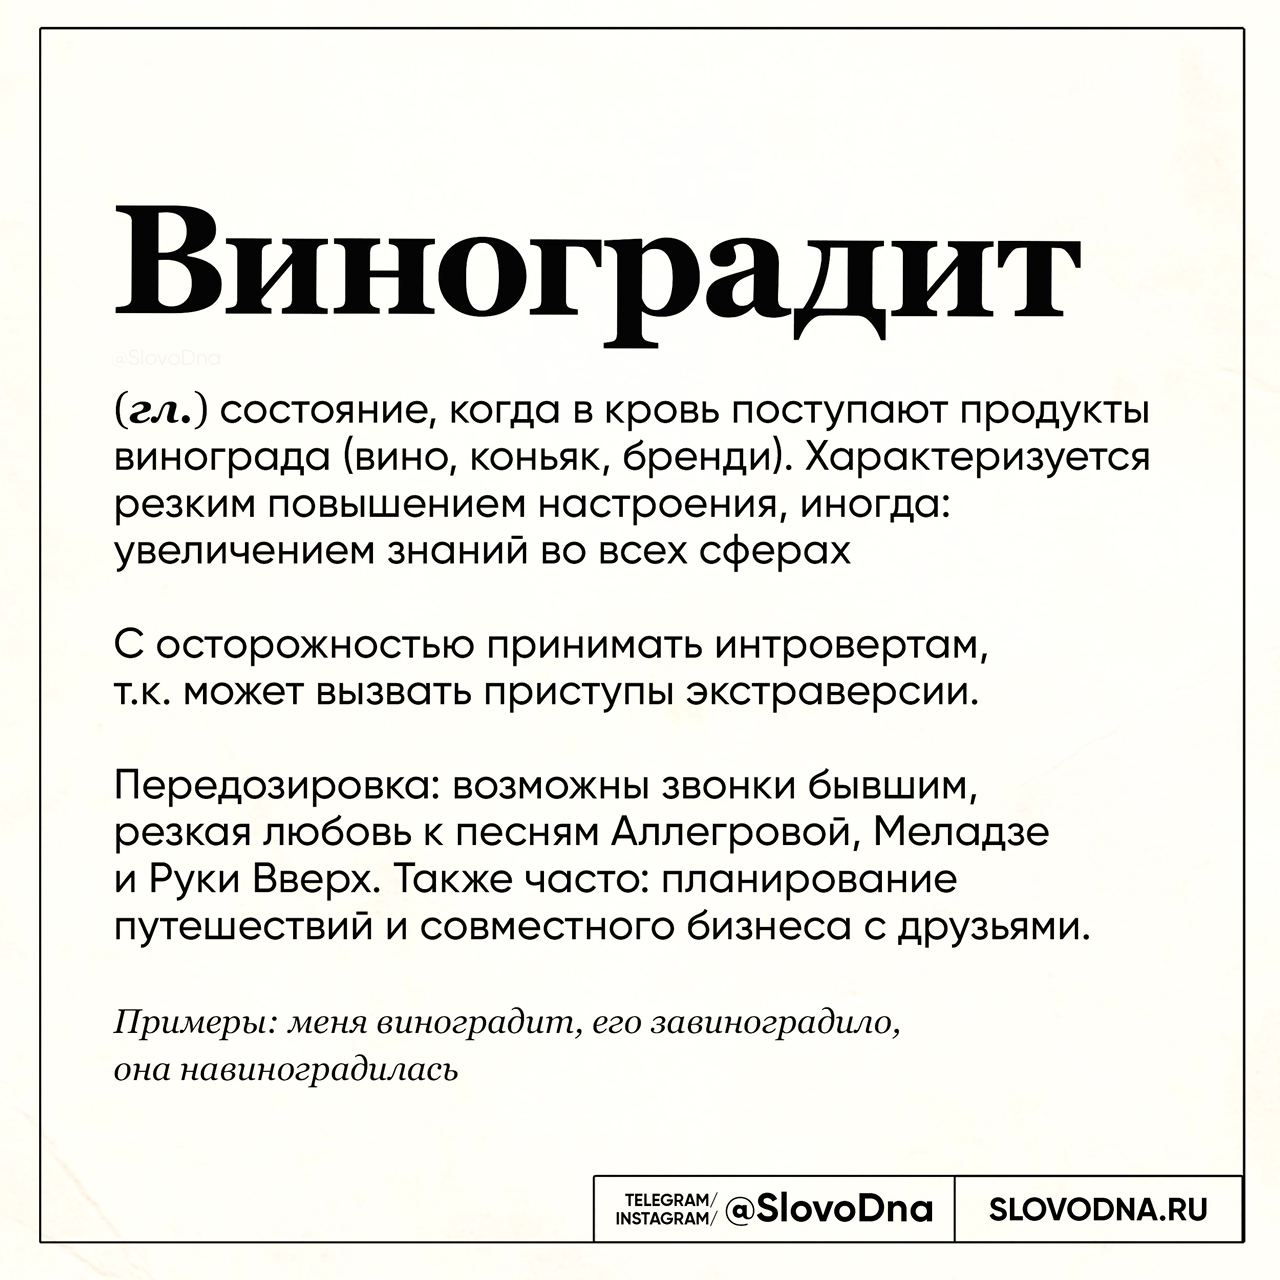 Виноградит
@SlovoDna
(гл.) состояние, когда в кровь поступают продукты
винограда (вино, коньяк, бренди). Характеризуется
резким повышением настроения, иногда:
увеличением знаний во всех сферах
С осторожностью принимать интровертам,
т.к. может вызвать приступы экстраверсии.
Передозировка: возможны звонки бывшим,
резкая любовь к песням Аллегровой, Меладзе
и Руки Вверх. Также часто: планирование
путешествий и совместного бизнеса с друзьями.
Примеры: меня виноградит, его завиноградило,
она навиноградилась
TELEGRAM/
INSTAGRAM/ @SlovoDna
SLOVODNA.RU